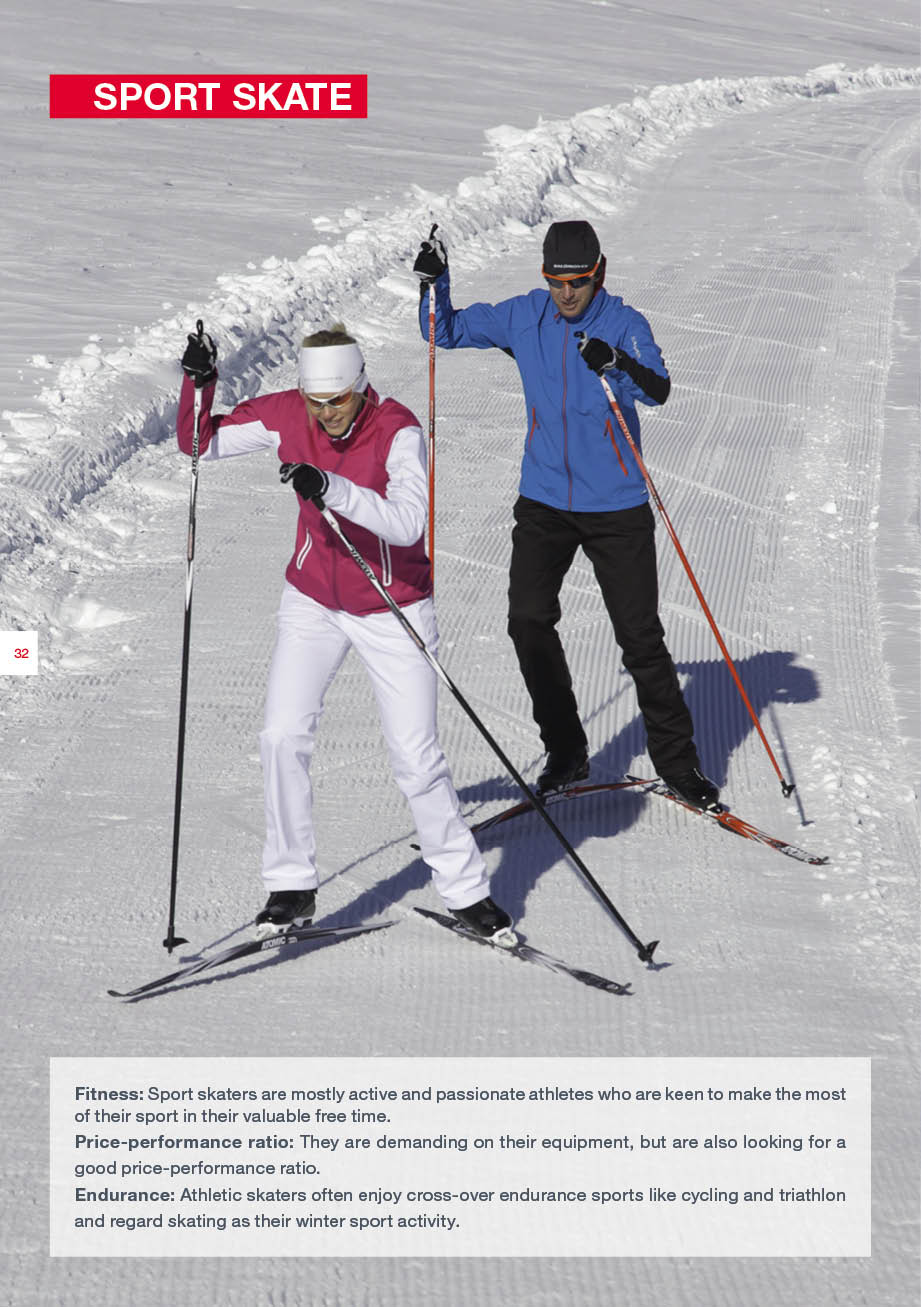 SPORT SKATE
32
ATOMIC
Fitness: Sport skaters are mostly active and passionate athletes who are keen to make the most
of their sport in their valuable free time.
Price-performance ratio: They are demanding on their equipment, but are also looking for a
good price-performance ratio.
Endurance: Athletic skaters often enjoy cross-over endurance sports like cycling and triathlon
and regard skating as their winter sport activity.